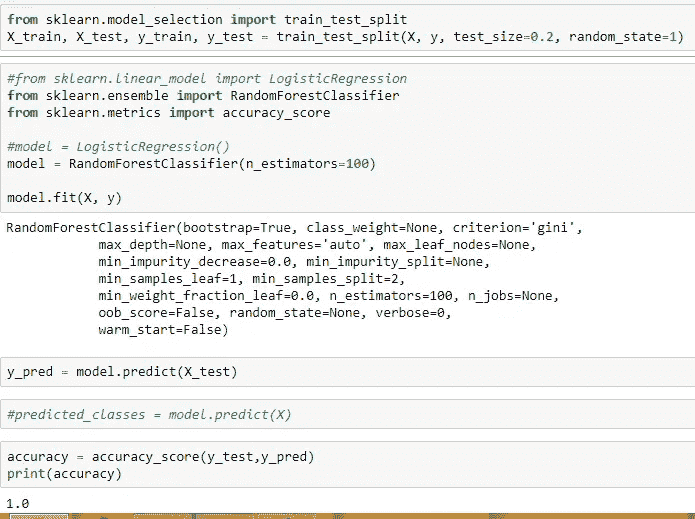 from sklearn.model_selection import train_test_split
X_train, X_test, y_train, y_test = train_test_split(X, y, test_size=0.2, random_state=1)
#from sklearn.linear_model import LogisticRegression
from sklearn.ensemble import RandomForestClassifier
from sklearn.metrics import accuracy_score
#model = LogisticRegression()
model = RandomForestClassifier(n_estimators=100)
model.fit(X, y)
RandomForestClassifier(bootstrap=True, class_weight=None, criterion='gini',
max_depth=None, max_features='auto', max_leaf_nodes=None,
min_impurity_decrease=0.0, min_impurity_split=None,
min_samples_leaf=1, min_samples_split=2,
min_weight_fraction_leaf=0.0, n_estimators=100, n_jobs=None,
oob_score=False, random_state=None, verbose=0,
warm_start=False)
y_pred = model.predict(X_test)
#predicted_classes = model.predict(X)
accuracy = accuracy_score(y_test,y_pred)
print(accuracy)
1.0